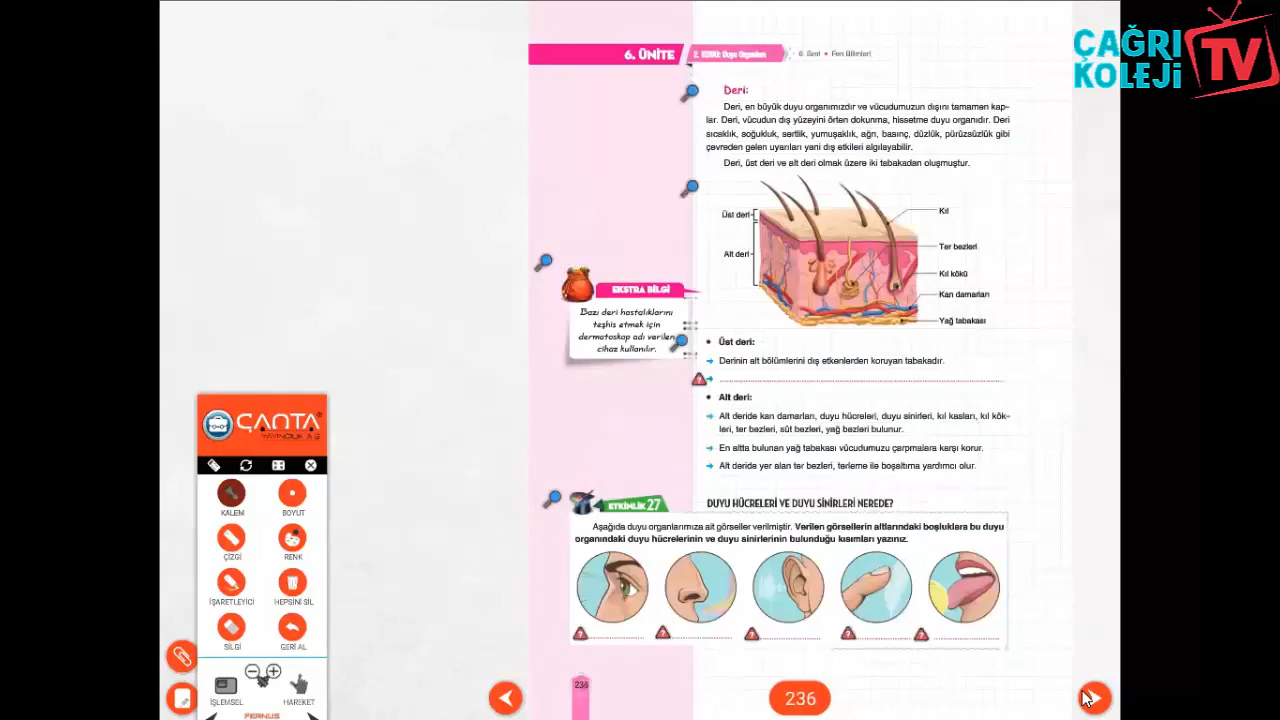 ÇAĞRI
KOLEJİ
TV
6. ÜNİTE
2. KONU: Duyu Organları
6. Sınıf • Fen Bilimleri
Deri:
Deri, en büyük duyu organımızdır ve vücudumuzun dışını tamamen kap-
lar. Deri, vücudun dış yüzeyini örten dokunma, hissetme duyu organıdır. Deri
sıcaklık, soğukluk, sertlik, yumuşaklık, ağrı, basınç, düzlük, pürüzsüzlük gibi
çevreden gelen uyarıları yani dış etkileri algılayabilir.
Deri, üst deri ve alt deri olmak üzere iki tabakadan oluşmuştur.
Üst deri
Alt deri
Kıl
Ter bezleri
Kıl kökü
Kan damarları
Yağ tabakası
EKSTRA BİLGİ
Bazı deri hastalıklarını
teşhis etmek için
dermatoskop adı verilen
cihaz kullanılır.
• Üst deri:
Derinin alt bölümlerini dış etkenlerden koruyan tabakadır.
• Alt deri:
Alt deride kan damarları, duyu hücreleri, duyu sinirleri, kıl kasları, kıl kök-
leri, ter bezleri, süt bezleri, yağ bezleri bulunur.
En altta bulunan yağ tabakası vücudumuzu çarpmalara karşı korur.
Alt deride yer alan ter bezleri, terleme ile boşaltıma yardımcı olur.
ETKİNLİK 27
DUYU HÜCRELERİ VE DUYU SİNİRLERİ NEREDE?
Aşağıda duyu organlarımıza ait görseller verilmiştir. Verilen görsellerin altlarındaki boşluklara bu duyu
organındaki duyu hücrelerinin ve duyu sinirlerinin bulunduğu kısımları yazınız.
234
236
ÇANTA
YAYINCILIK A.Ş
KALEM
BOYUT
ÇİZGİ
RENK
İŞARETLEYİCİ
HEPSİNİ SİL
SİLGİ
GERİ AL
İŞLEMSEL
HAREKET
FERNUS